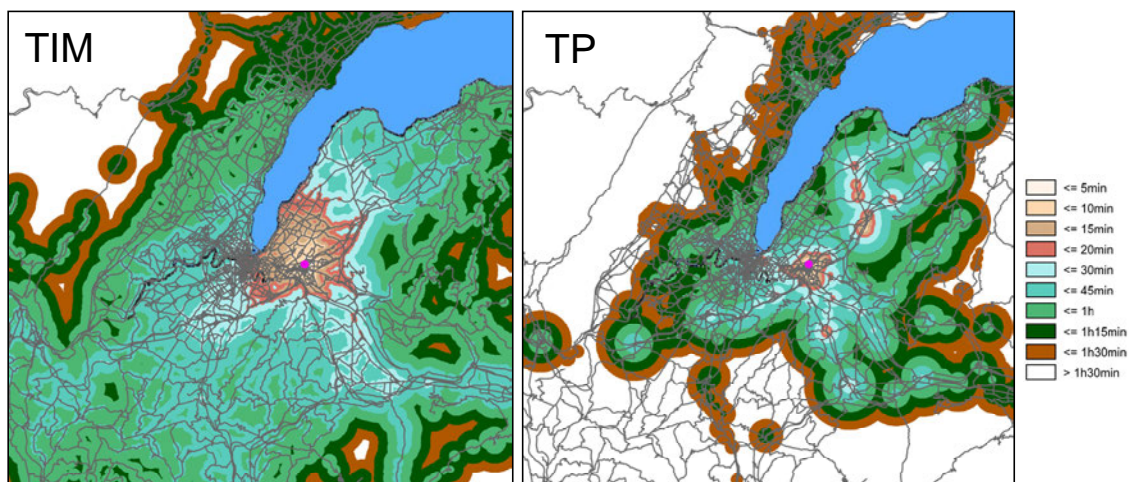 TIM
TP
<= 5min
<= 10min
<= 15min
<= 20min
<= 30min
<= 45min
<= 1h
<= 1h15min
<= 1h30min
> 1h30min